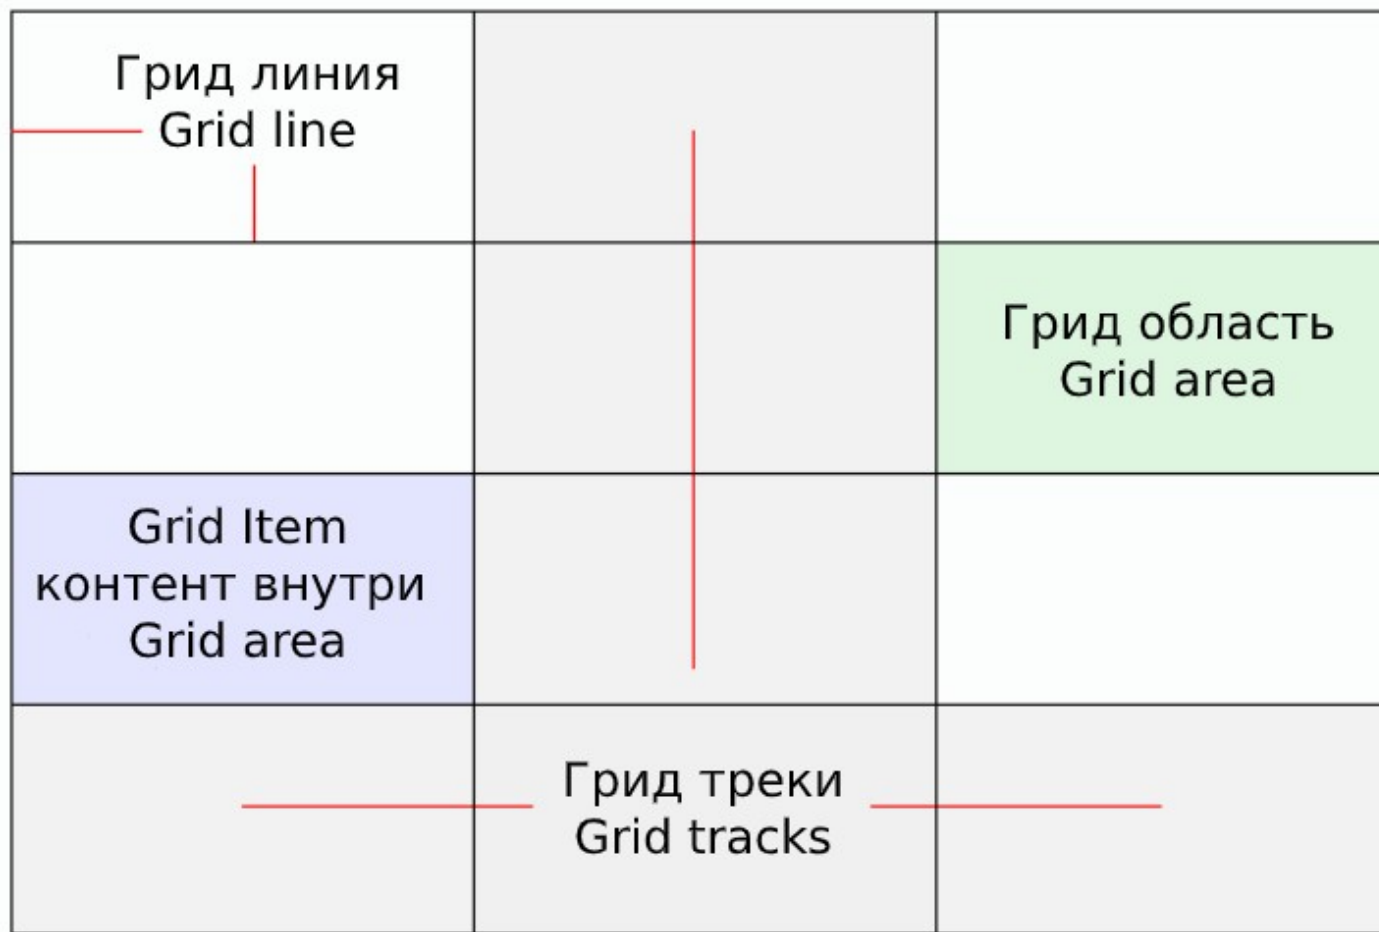 Грид линия
Grid line
Грид область
Grid area
Grid Item
контент внутри
Grid area
Грид треки
Grid tracks